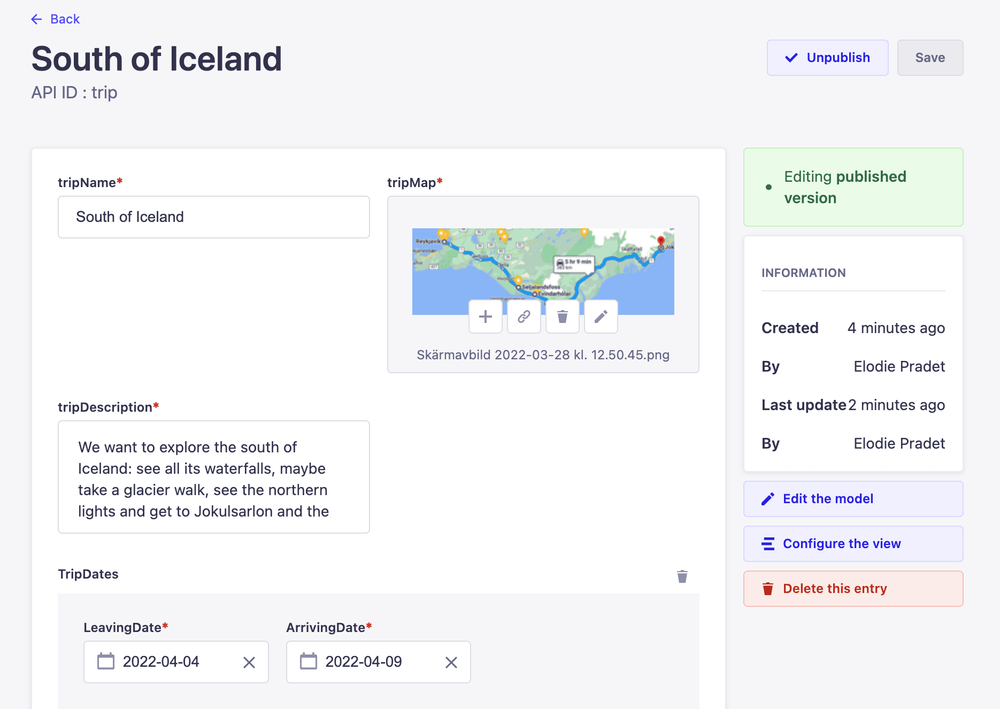 Back
South of Iceland
API ID : trip
Unpublish
Save
tripName*
South of Iceland
tripMap*
Reykjavik
5 hr 9 min
Seljalandsfoss
Skärmavbild 2022-03-28 kl. 12.50.45.png
tripDescription*
We want to explore the south of
Iceland: see all its waterfalls, maybe
take a glacier walk, see the northern
lights and get to Jokulsarlon and the
TripDates
LeavingDate*
2022-04-04
ArrivingDate*
2022-04-09
Editing published
version
INFORMATION
Created 4 minutes ago
By Elodie Pradet
Last update 2 minutes ago
By Elodie Pradet
Edit the model
Configure the view
Delete this entry